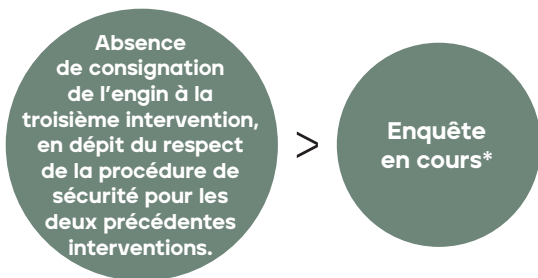 Absence
de consignation
de l'engin à la
troisième intervention,
en dépit du respect
de la procédure de
sécurité pour les
deux précédentes
interventions.
>
Enquête
en cours*